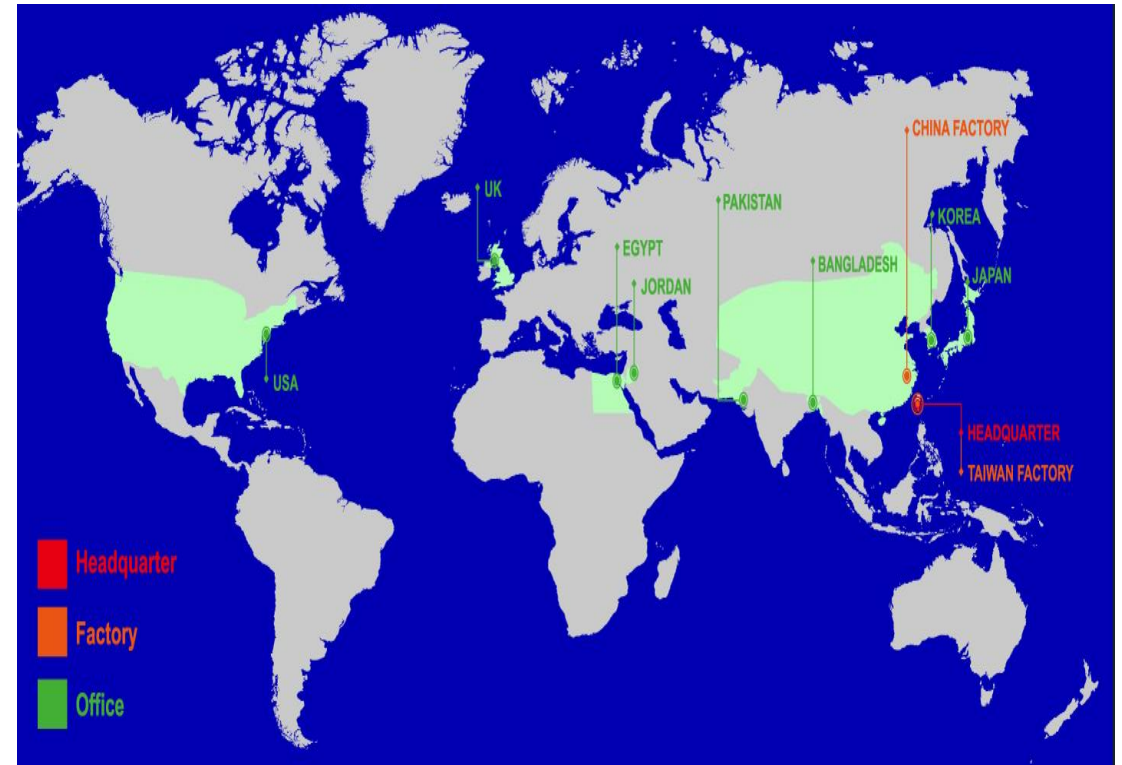 CHINA FACTORY
UK
PAKISTAN
KOREA
EGYPT
BANGLADESH
JORDAN
JAPAN
USA
HEADQUARTER
TAIWAN FACTORY
Headquarter
Factory
Office